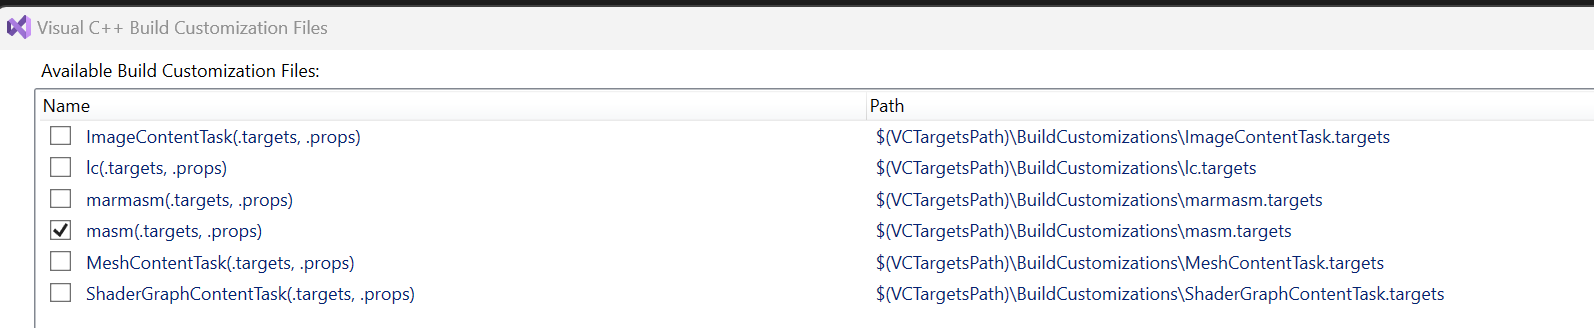 Visual C++ Build Customization Files
Available Build Customization Files:
Name Path
ImageContentTask(.targets, .props) $(VCTargetsPath)\BuildCustomizations\ImageContentTask.targets
lc(.targets, .props) $(VCTargetsPath)\BuildCustomizations\lc.targets
marmasm(.targets, .props) $(VCTargetsPath)\BuildCustomizations\marmasm.targets
masm(.targets, .props) $(VCTargetsPath)\BuildCustomizations\masm.targets
MeshContentTask(.targets, .props) $(VCTargetsPath)\BuildCustomizations\MeshContentTask.targets
ShaderGraphContentTask(.targets, .props) $(VCTargetsPath)\BuildCustomizations\ShaderGraphContentTask.targets